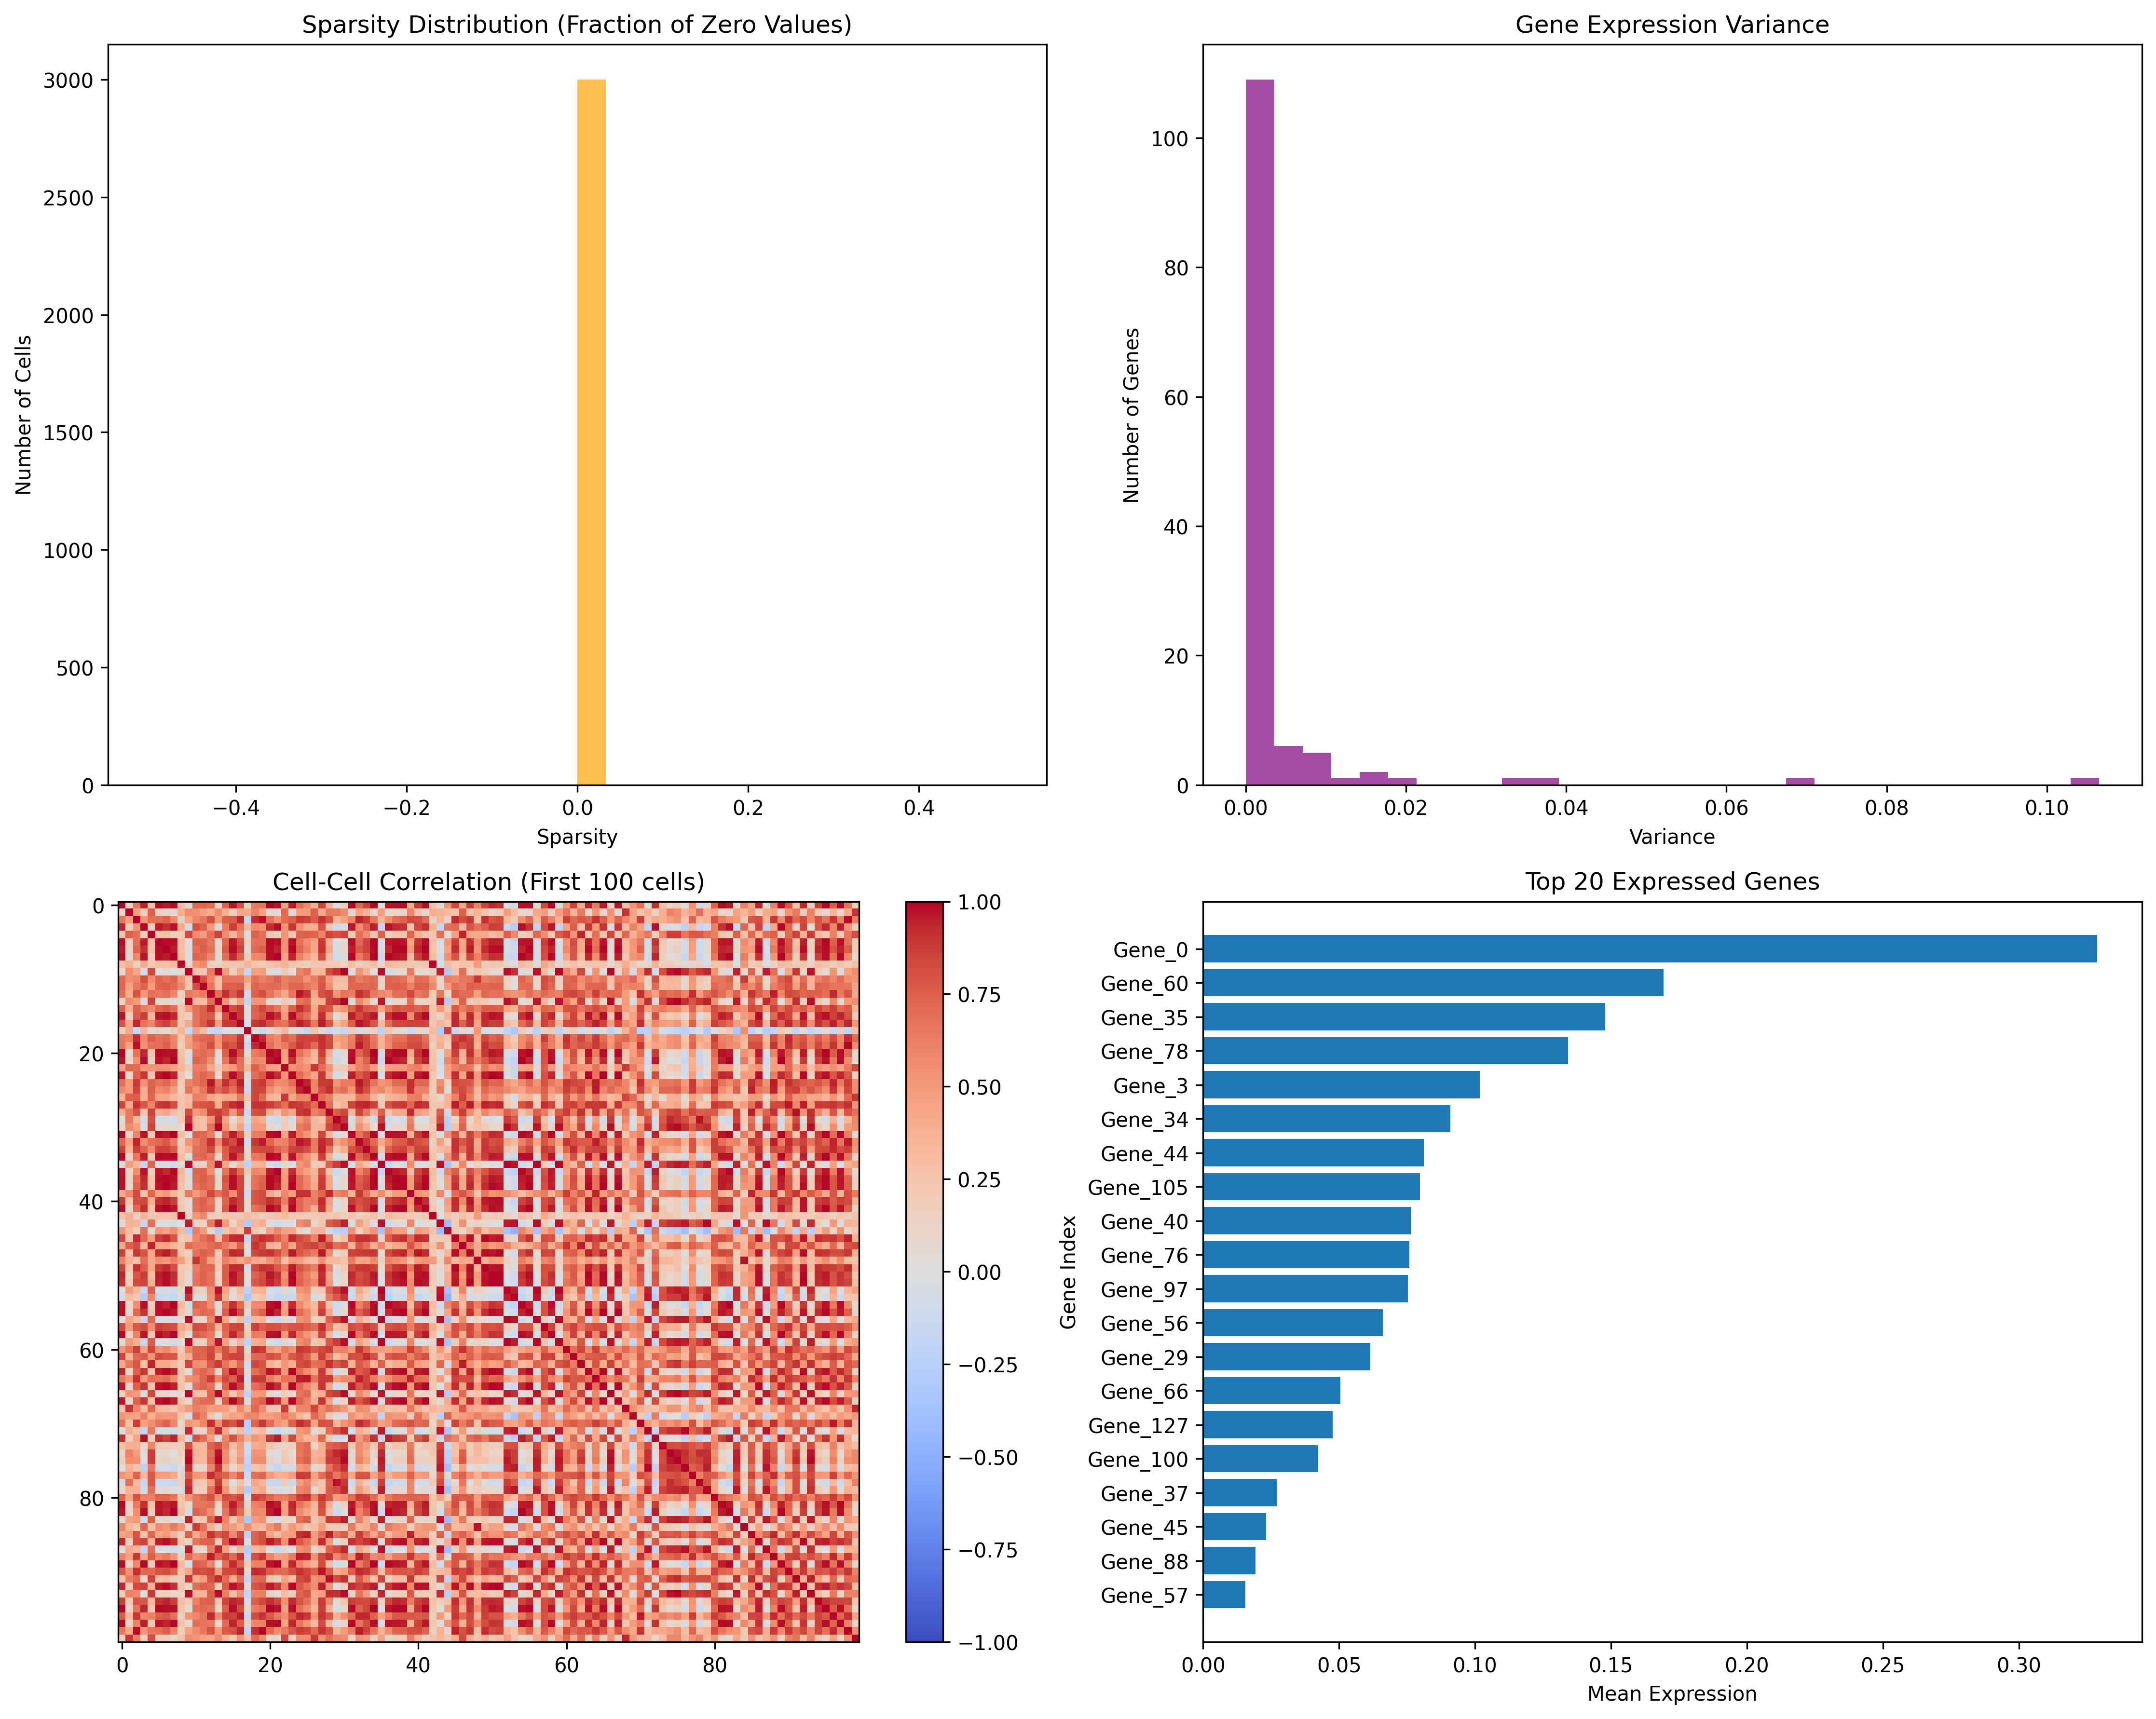 Sparsity Distribution (Fraction of Zero Values)
Number of Cells
3000
2500
2000
1500
1000
500
0
−0.4 −0.2 0.0 0.2 0.4
Sparsity
Gene Expression Variance
Number of Genes
100
80
60
40
20
0
0.00 0.02 0.04 0.06 0.08 0.10
Variance
Cell-Cell Correlation (First 100 cells)
0
20
40
60
80
0 20 40 60 80
1.00
0.75
0.50
0.25
0.00
−0.25
−0.50
−0.75
−1.00
Top 20 Expressed Genes
Gene Index
Gene_0
Gene_60
Gene_35
Gene_78
Gene_3
Gene_34
Gene_44
Gene_105
Gene_40
Gene_76
Gene_97
Gene_56
Gene_29
Gene_66
Gene_127
Gene_100
Gene_37
Gene_45
Gene_88
Gene_57
0.00 0.05 0.10 0.15 0.20 0.25 0.30
Mean Expression